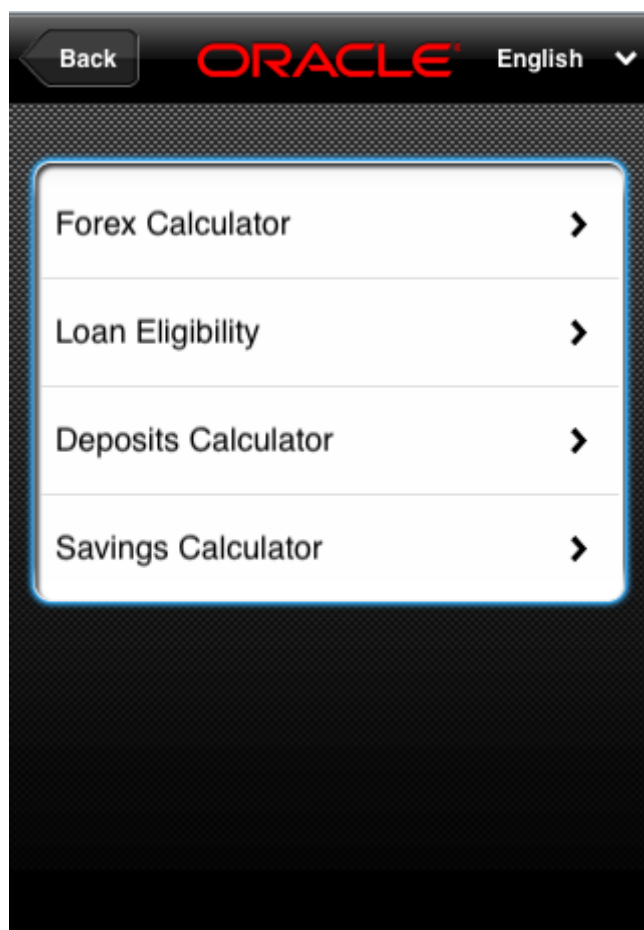 Back ORACLE English
Forex Calculator
Loan Eligibility
Deposits Calculator
Savings Calculator